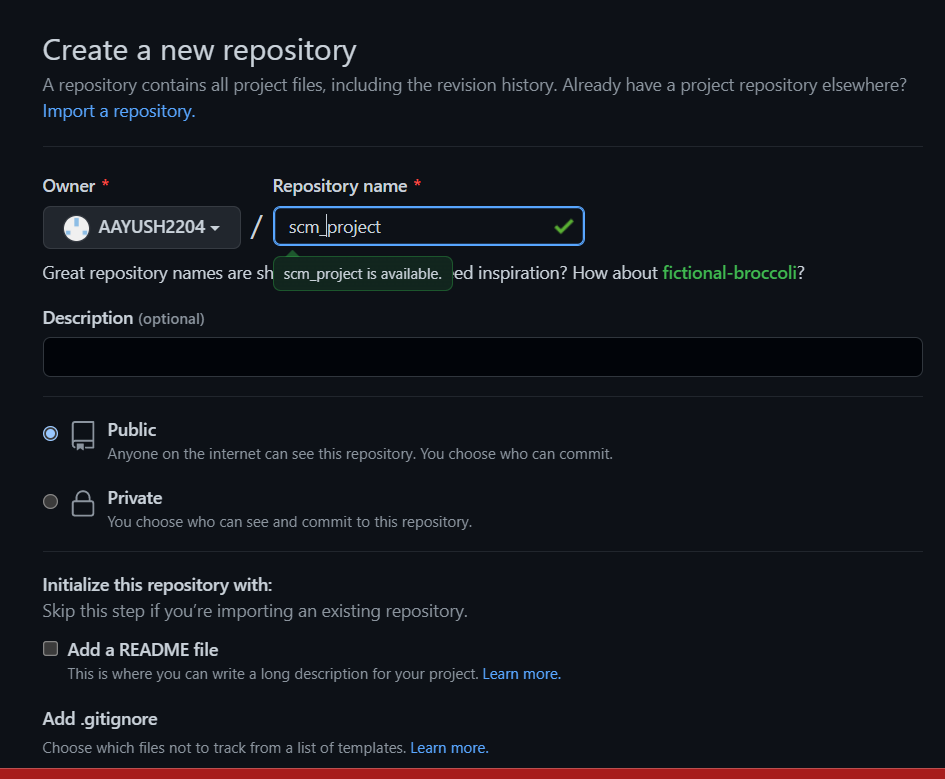 Create a new repository
A repository contains all project files, including the revision history. Already have a project repository elsewhere?
Import a repository.
Owner *
Repository name *
AAYUSH2204
/
scm_project
Great repository names are sh
scm_project is available.
ed inspiration? How about fictional-broccoli?
Description (optional)
Public
Anyone on the internet can see this repository. You choose who can commit.
Private
You choose who can see and commit to this repository.
Initialize this repository with:
Skip this step if you’re importing an existing repository.
Add a README file
This is where you can write a long description for your project. Learn more.
Add .gitignore
Choose which files not to track from a list of templates. Learn more.